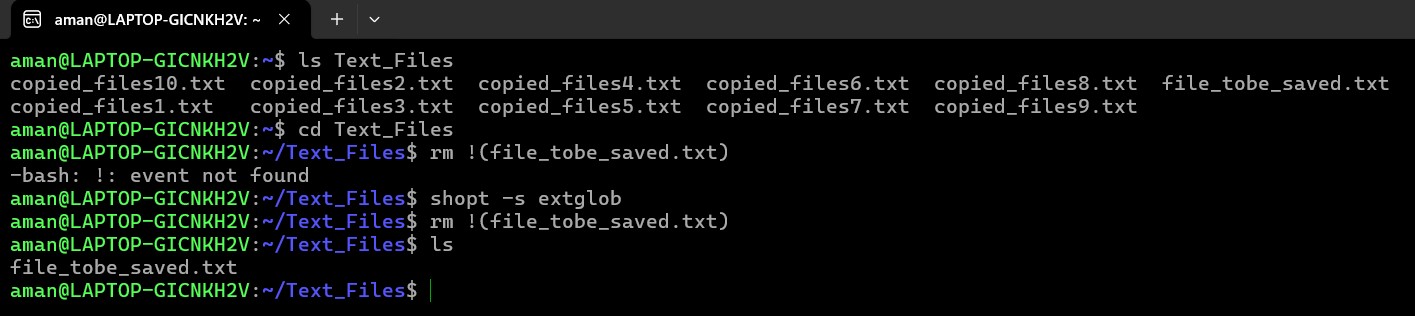 aman@LAPTOP-GICNKH2V: ~
aman@LAPTOP-GICNKH2V:~$ ls Text_Files
copied_files10.txt  copied_files2.txt  copied_files4.txt  copied_files6.txt  copied_files8.txt  file_tobe_saved.txt
copied_files1.txt   copied_files3.txt  copied_files5.txt  copied_files7.txt  copied_files9.txt
aman@LAPTOP-GICNKH2V:~$ cd Text_Files
aman@LAPTOP-GICNKH2V:~/Text_Files$ rm !(file_tobe_saved.txt)
-bash: !: event not found
aman@LAPTOP-GICNKH2V:~/Text_Files$ shopt -s extglob
aman@LAPTOP-GICNKH2V:~/Text_Files$ rm !(file_tobe_saved.txt)
aman@LAPTOP-GICNKH2V:~/Text_Files$ ls
file_tobe_saved.txt
aman@LAPTOP-GICNKH2V:~/Text_Files$